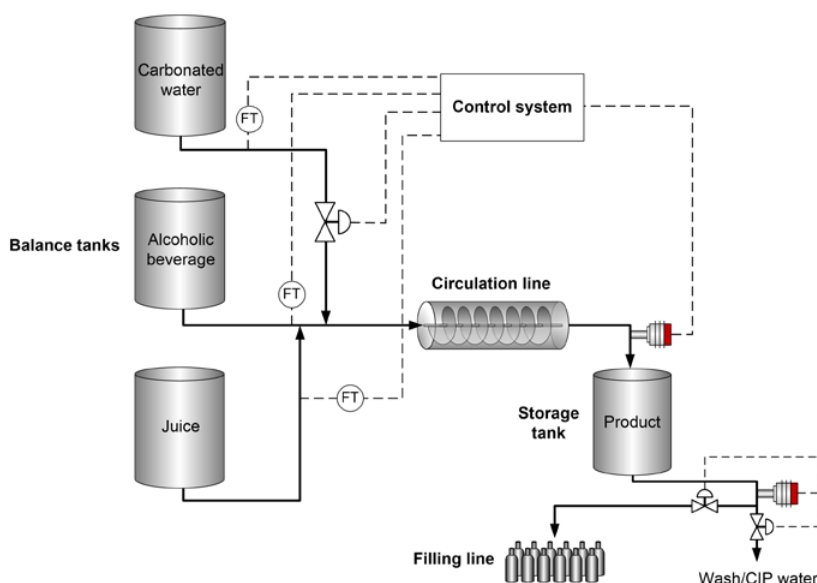 Carbonated
water
FT
Control system
Balance tanks
Alcoholic
beverage
FT
Circulation line
Juice
FT
Storage
tank
Product
Filling line
Wash/CIP water